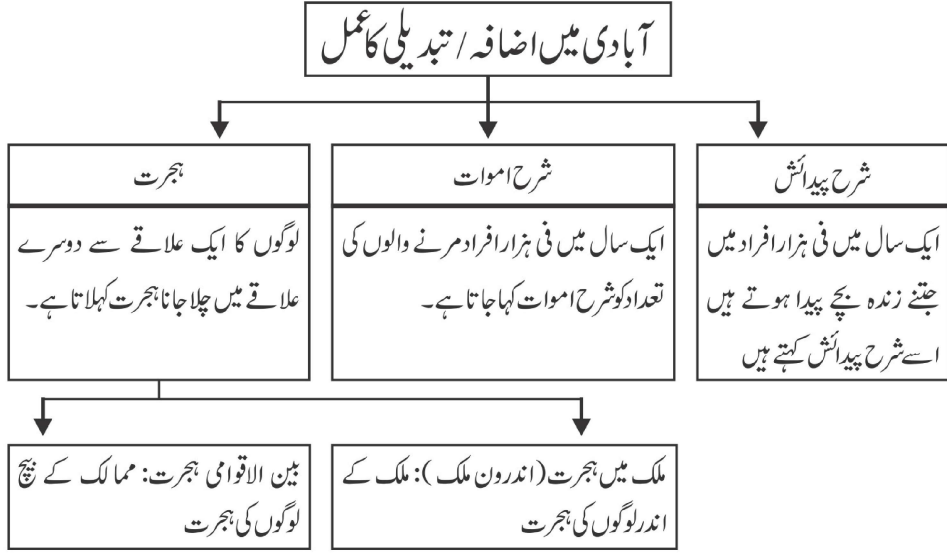 آبادی میں اضافہ / تبدیلی کا عمل
شرح پیدائش
ایک سال میں فی ہزار افراد میں
جتنے زندہ بچے پیدا ہوتے ہیں
اسے شرح پیدائش کہتے ہیں
شرح اموات
ایک سال میں فی ہزار افراد مرنے والوں کی
تعداد کو شرح اموات کہا جاتا ہے۔
ہجرت
لوگوں کا ایک علاقے سے دوسرے
علاقے میں چلا جانا ہجرت کہلاتا ہے۔
ملک میں ہجرت (اندرون ملک): ملک کے
اندر لوگوں کی ہجرت
بین الاقوامی ہجرت: ممالک کے بیچ
لوگوں کی ہجرت